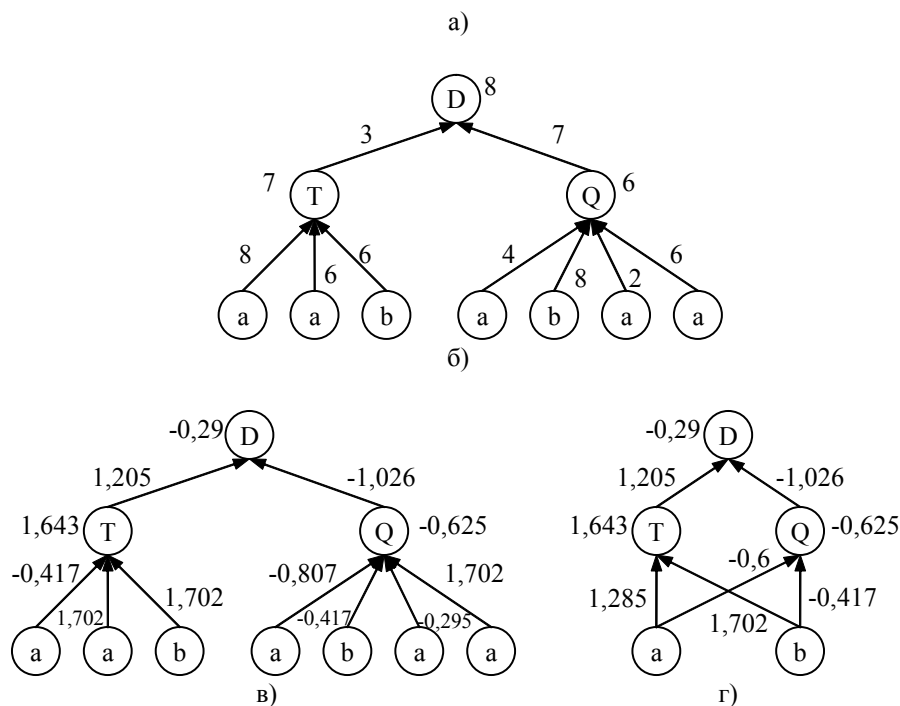 а)
D 8
3 7
7 T Q 6
8 6 6 4 8 2 6
a a b a b a a
б)
-0,29 D -0,29 D
1,205 -1,026 1,205 -1,026
1,643 T Q -0,625 1,643 T Q -0,625
-0,417 1,702 1,702 -0,807 -0,417 -0,295 1,702 1,285 -0,6 1,702 -0,417
a a b a b a a a b
в) г)